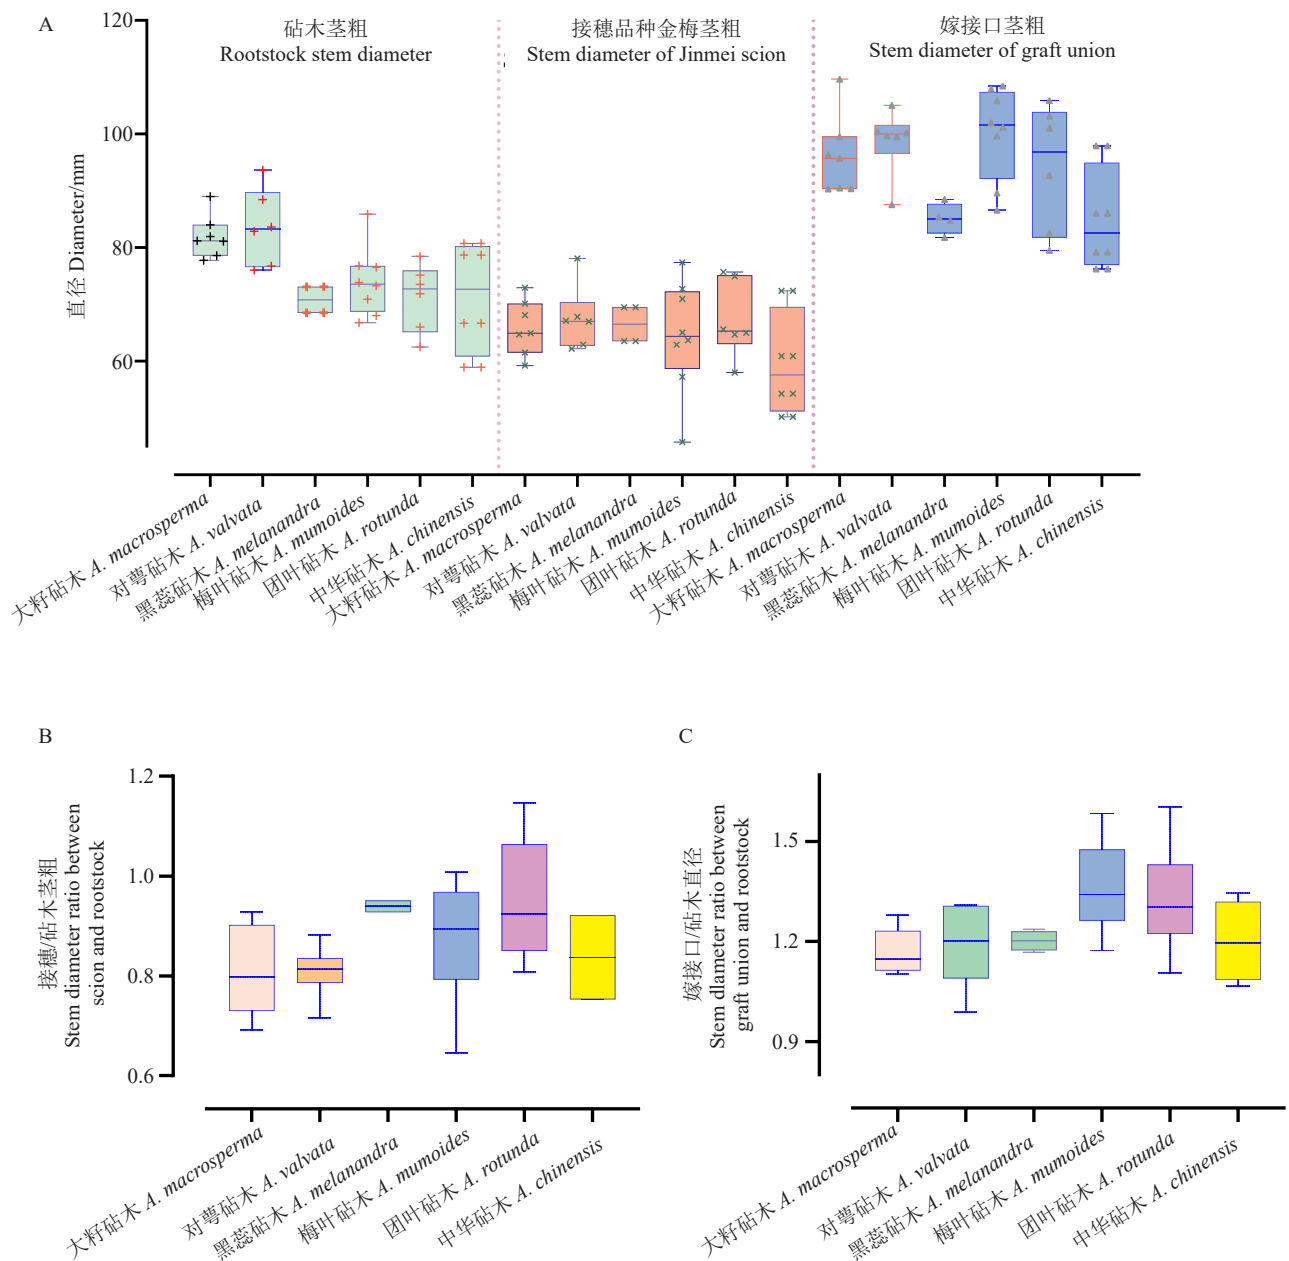 A
砧木茎粗
Rootstock stem diameter
接穗品种金梅茎粗
Stem diameter of Jinmei scion
嫁接口茎粗
Stem diameter of graft union
直径 Diameter/mm
120
100
80
60
大籽砧木 A. macrosperma
对萼砧木 A. valvata
黑蕊砧木 A. melanandra
梅叶砧木 A. mumoides
团叶砧木 A. rotunda
中华砧木 A. chinensis
大籽砧木 A. macrosperma
对萼砧木 A. valvata
黑蕊砧木 A. melanandra
梅叶砧木 A. mumoides
团叶砧木 A. rotunda
中华砧木 A. chinensis
大籽砧木 A. macrosperma
对萼砧木 A. valvata
黑蕊砧木 A. melanandra
梅叶砧木 A. mumoides
团叶砧木 A. rotunda
中华砧木 A. chinensis
B
接穗/砧木茎粗
Stem diameter ratio between
scion and rootstock
1.2
1.0
0.8
0.6
大籽砧木 A. macrosperma
对萼砧木 A. valvata
黑蕊砧木 A. melanandra
梅叶砧木 A. mumoides
团叶砧木 A. rotunda
中华砧木 A. chinensis
C
嫁接口/砧木直径
Stem dlameter ratio between
graft union and rootstock
1.5
1.2
0.9
大籽砧木 A. macrosperma
对萼砧木 A. valvata
黑蕊砧木 A. melanandra
梅叶砧木 A. mumoides
团叶砧木 A. rotunda
中华砧木 A. chinensis